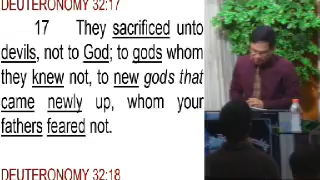 DEUTERONOMY 32:17
17 They sacrificed unto
devils, not to God; to gods whom
they knew not, to new gods that
came newly up, whom your
fathers feared not.
DEUTERONOMY 32:18